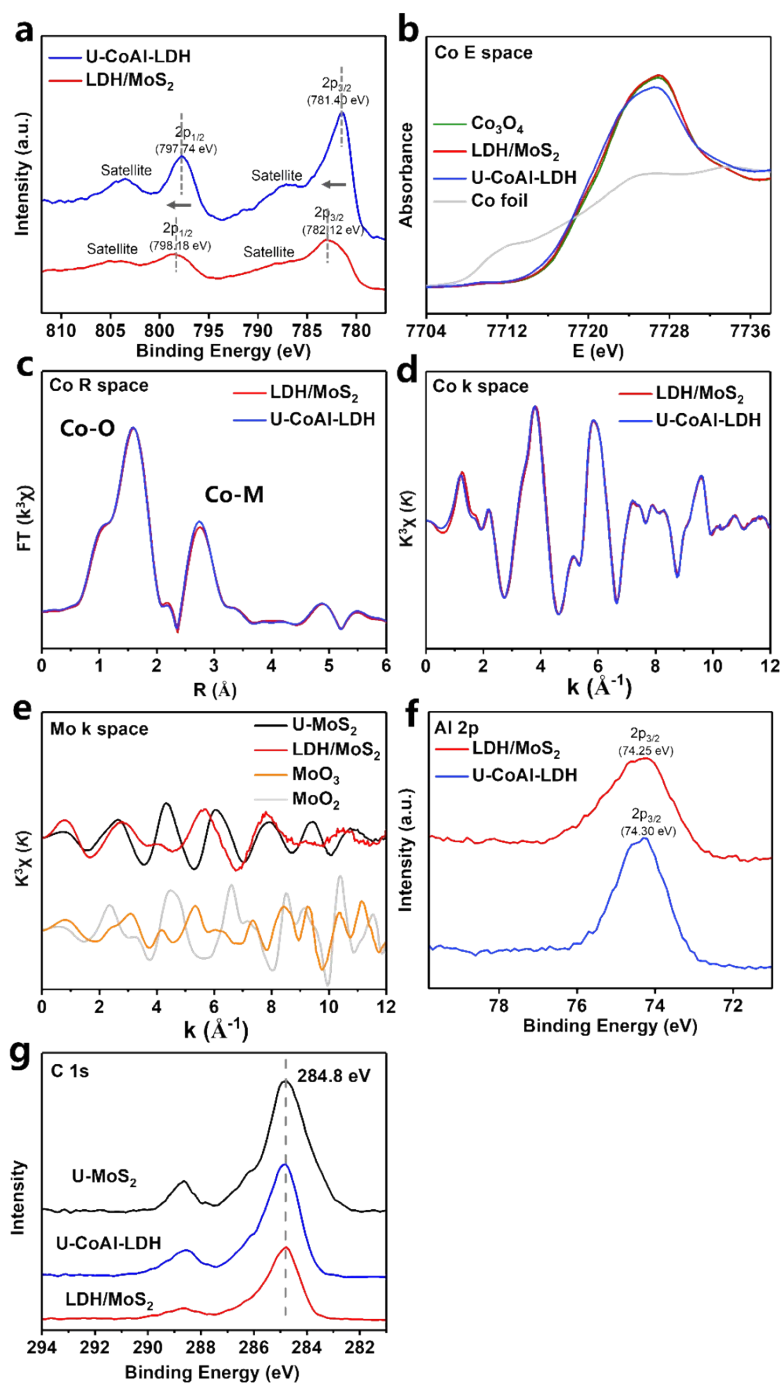 a
U-CoAl-LDH
LDH/MoS₂
2p₃/₂
(781.40 eV)
2p₁/₂
(797.74 eV)
Satellite
Satellite
2p₁/₂
(798.18 eV)
2p₃/₂
(782.12 eV)
Satellite
Satellite
Intensity (a.u.)
810 805 800 795 790 785 780
Binding Energy (eV)
b
Co E space
Co₃O₄
LDH/MoS₂
U-CoAl-LDH
Co foil
Absorbance
7704 7712 7720 7728 7736
E (eV)
c
Co R space
LDH/MoS₂
U-CoAl-LDH
Co-O
Co-M
FT (k³χ)
0 1 2 3 4 5 6
R (Å)
d
Co k space
LDH/MoS₂
U-CoAl-LDH
K³χ (K)
0 2 4 6 8 10 12
k (Å⁻¹)
e
Mo k space
U-MoS₂
LDH/MoS₂
MoO₃
MoO₂
K³χ (K)
0 2 4 6 8 10 12
k (Å⁻¹)
f
Al 2p
LDH/MoS₂
U-CoAl-LDH
2p₃/₂
(74.25 eV)
2p₃/₂
(74.30 eV)
Intensity (a.u.)
78 76 74 72
Binding Energy (eV)
g
C 1s
284.8 eV
U-MoS₂
U-CoAl-LDH
LDH/MoS₂
Intensity
294 292 290 288 286 284 282
Binding Energy (eV)